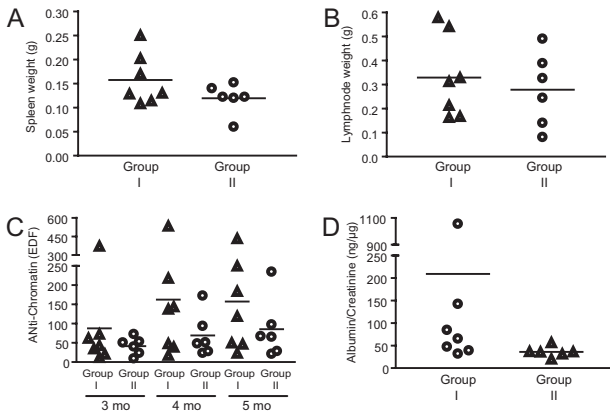 A
Spleen weight (g)
0.30
0.25
0.20
0.15
0.10
0.05
0.00
Group
I
Group
II
B
Lymphnode weight (g)
0.6
0.5
0.4
0.3
0.2
0.1
0.0
Group
I
Group
II
C
ANti-Chromatin (EDF)
600
450
300
250
200
150
100
50
0
Group Group Group Group Group Group
I II I II I II
3 mo 4 mo 5 mo
D
Albumin/Creatinine (ng/µg)
1100
900
200
150
100
50
0
Group
I
Group
II